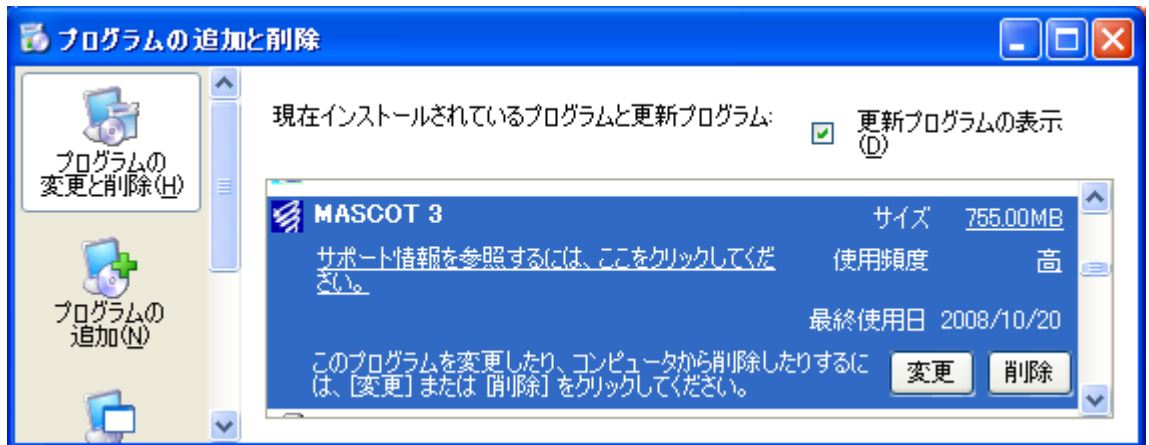 プログラムの追加と削除
プログラムの
変更と削除(H)
プログラムの
追加(N)
現在インストールされているプログラムと更新プログラム:
更新プログラムの表示
(D)
MASCOT 3
サイズ 755.00MB
サポート情報を参照するには、ここをクリックしてくだ
さい。
使用頻度 高
最終使用日 2008/10/20
このプログラムを変更したり、コンピュータから削除したりするに
は、[変更] または [削除] をクリックしてください。
変更 削除